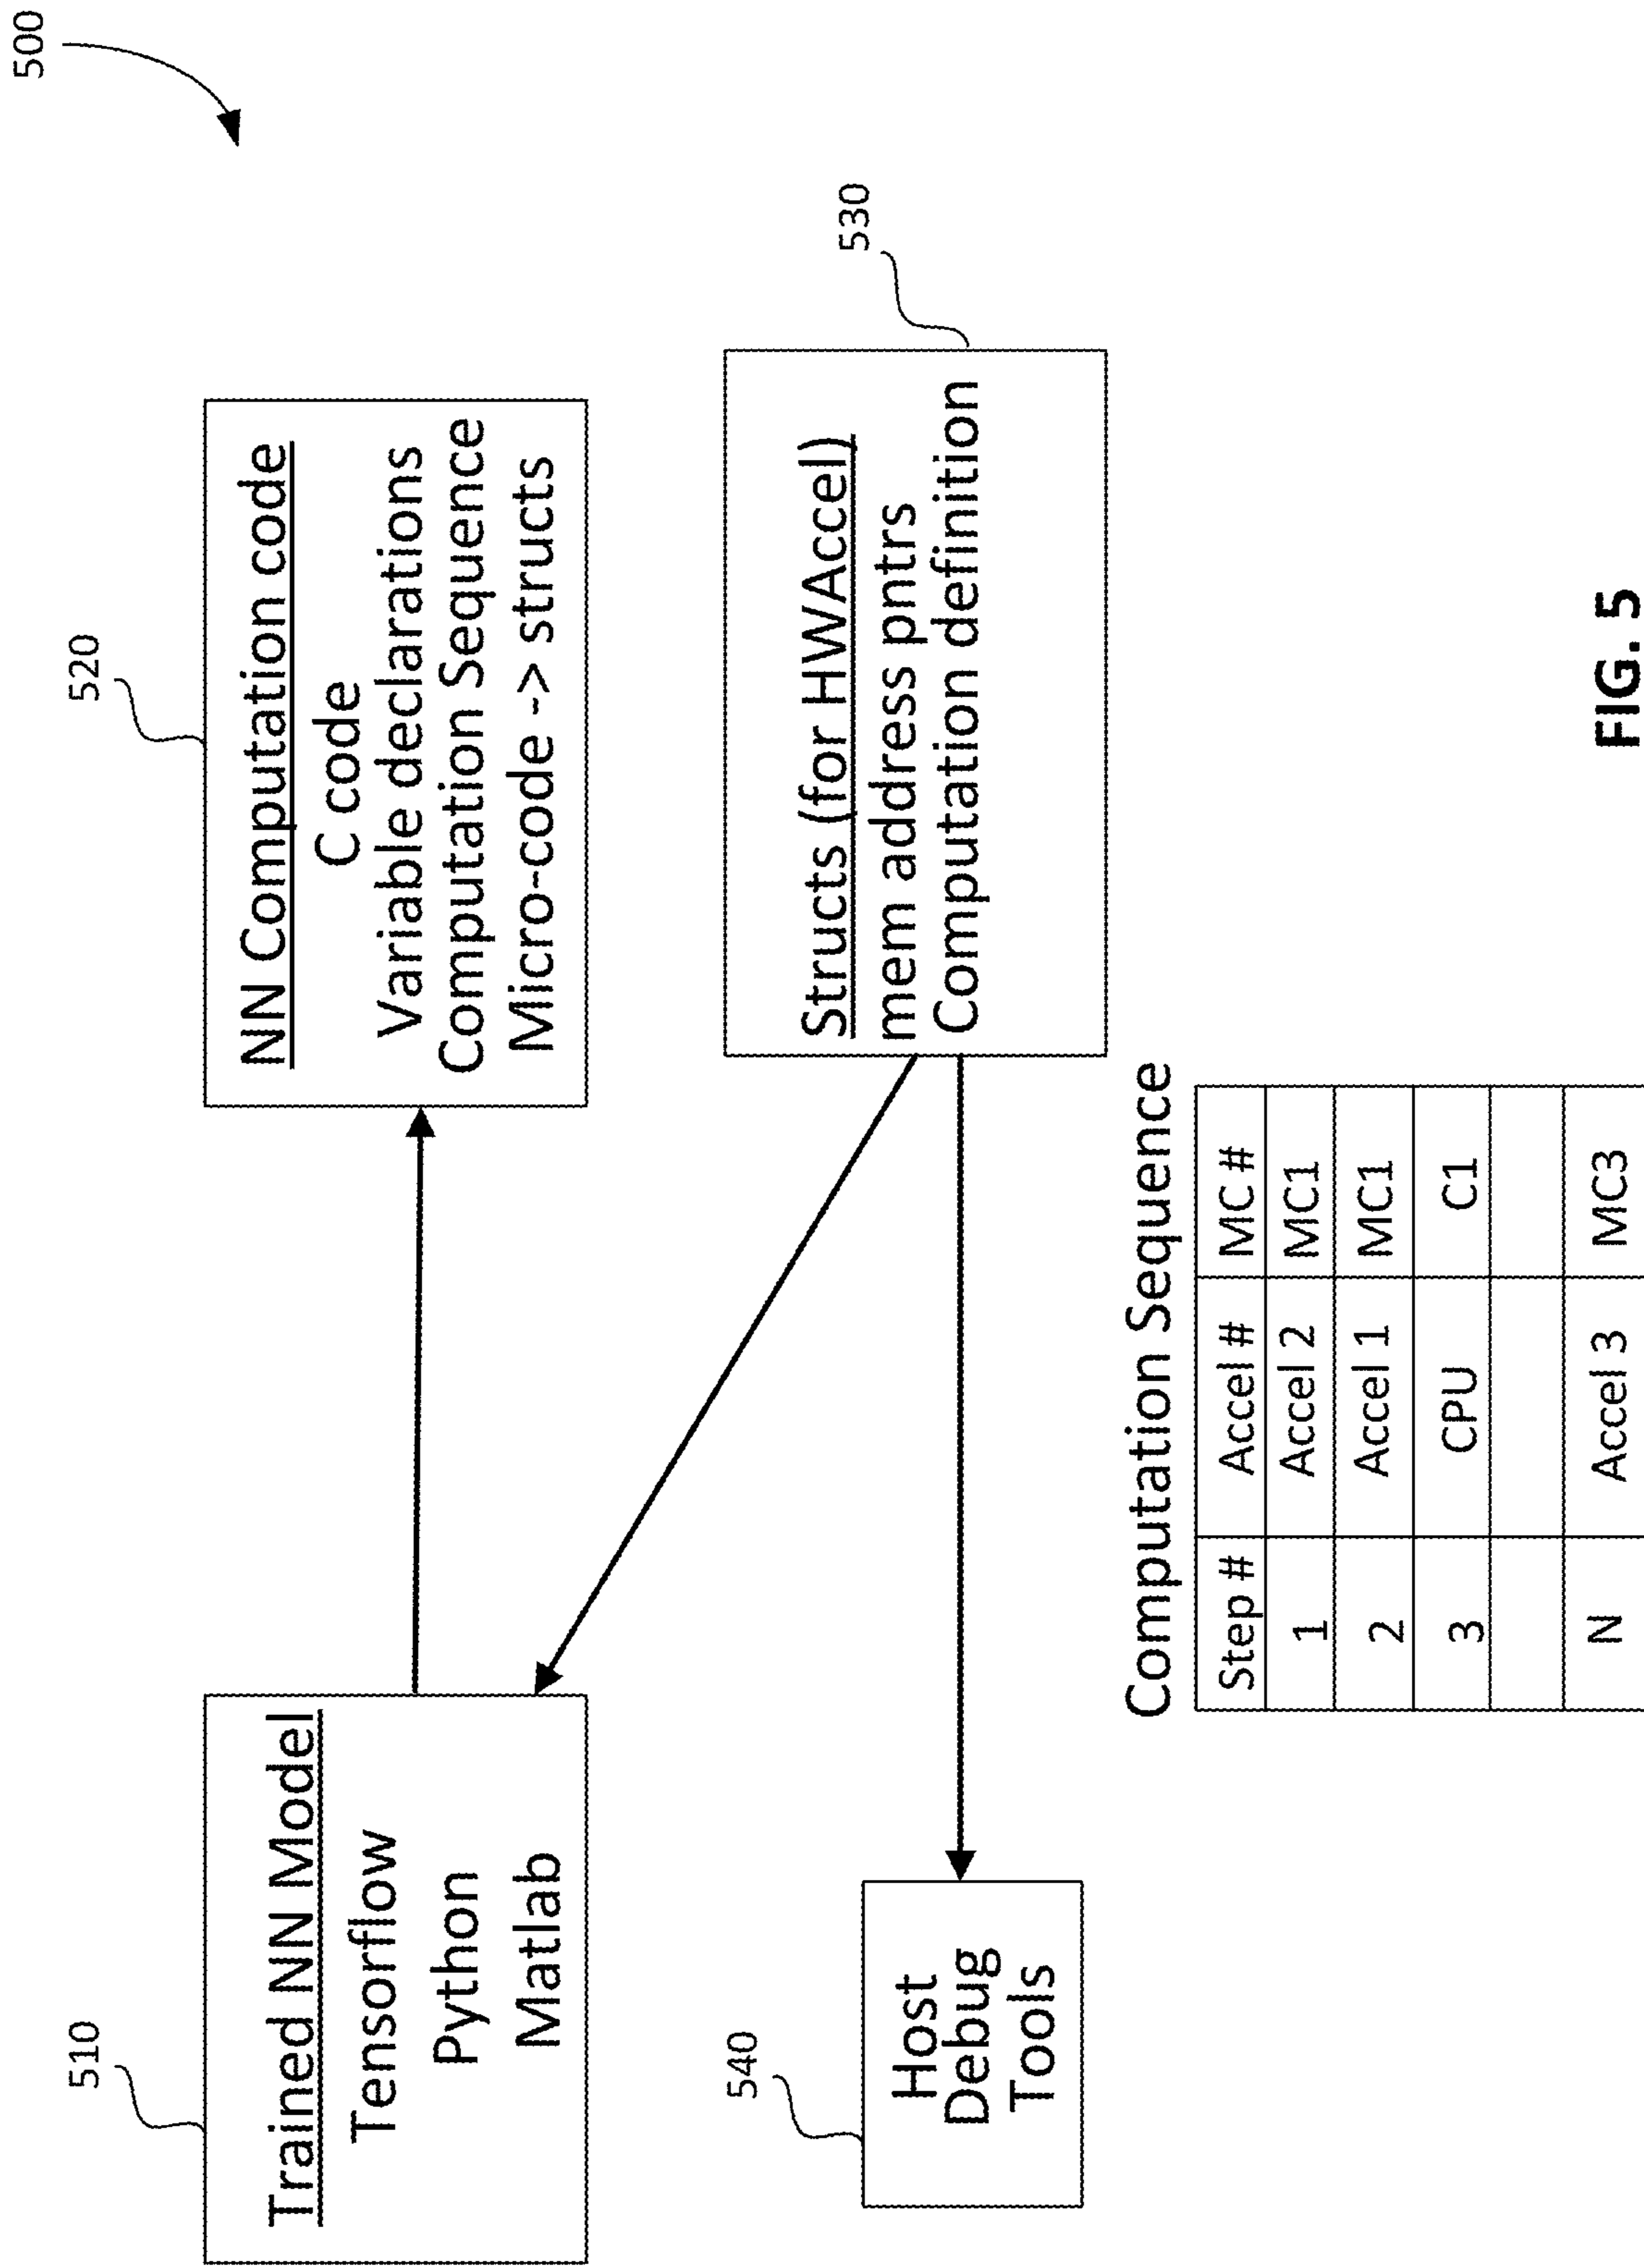 500
510
Trained NN Model
Tensorflow
Python
Matlab
520
NN Computation code
C code
Variable declarations
Computation Sequence
Micro-code -> structs
540
Host
Debug
Tools
530
Structs (for HWAccel)
mem address pntrs
Computation definition
Computation Sequence
Step # Accel # MC #
1 Accel 2 MC1
2 Accel 1 MC1
3 CPU C1
N Accel 3 MC3
FIG. 5